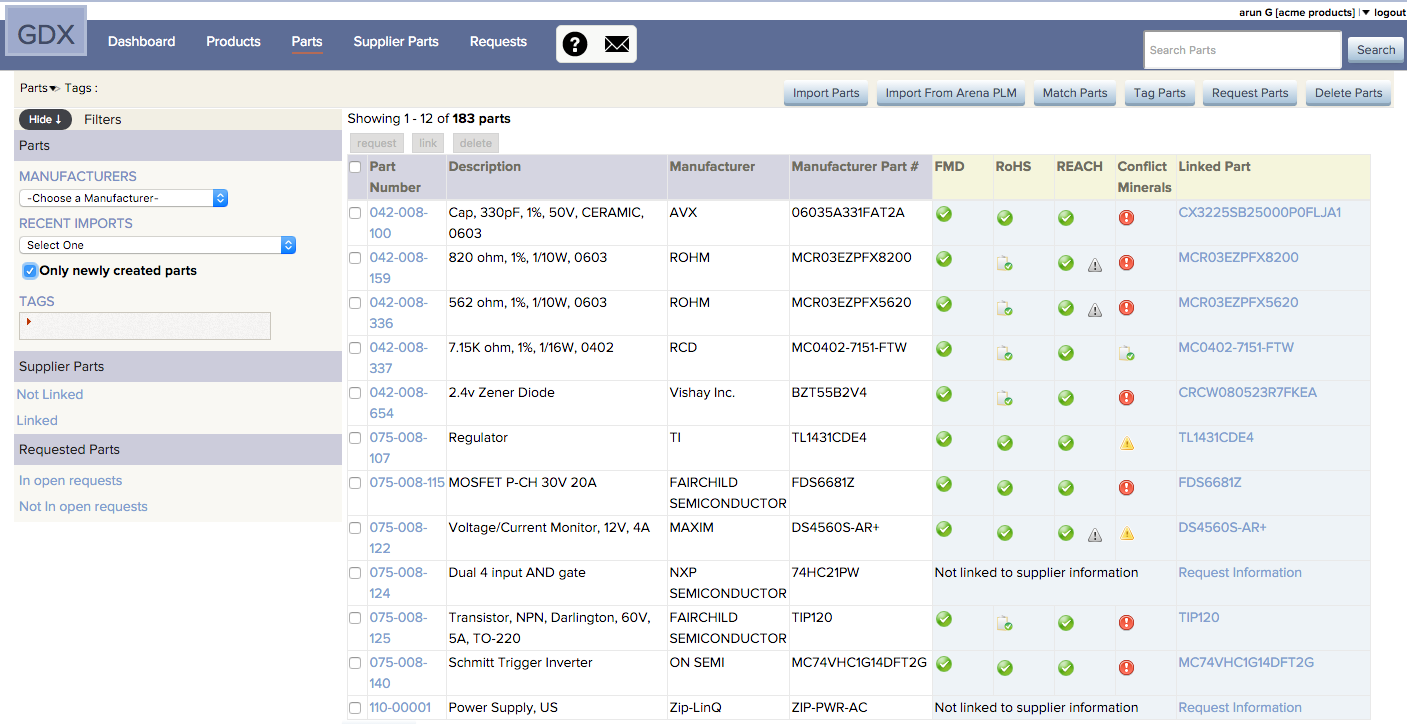 arun G [acme products] | logout
GDX
Dashboard Products Parts Supplier Parts Requests ? Search Parts Search
Parts Tags :
Import Parts Import From Arena PLM Match Parts Tag Parts Request Parts Delete Parts
Hide ↓ Filters
Parts
MANUFACTURERS
-Choose a Manufacturer-
RECENT IMPORTS
Select One
Only newly created parts
TAGS
Supplier Parts
Not Linked
Linked
Requested Parts
In open requests
Not In open requests
Showing 1 - 12 of 183 parts
request link delete
Part Description Manufacturer Manufacturer Part # FMD RoHS REACH Conflict Linked Part
Number Minerals
042-008- Cap, 330pF, 1%, 50V, CERAMIC, AVX 06035A331FAT2A CX3225SB25000P0FLJA1
100 0603
042-008- 820 ohm, 1%, 1/10W, 0603 ROHM MCR03EZPFX8200 MCR03EZPFX8200
159
042-008- 562 ohm, 1%, 1/10W, 0603 ROHM MCR03EZPFX5620 MCR03EZPFX5620
336
042-008- 7.15K ohm, 1%, 1/16W, 0402 RCD MC0402-7151-FTW MC0402-7151-FTW
337
042-008- 2.4v Zener Diode Vishay Inc. BZT55B2V4 CRCW080523R7FKEA
654
075-008- Regulator TI TL1431CDE4 TL1431CDE4
107
075-008-115 MOSFET P-CH 30V 20A FAIRCHILD FDS6681Z FDS6681Z
SEMICONDUCTOR
075-008- Voltage/Current Monitor, 12V, 4A MAXIM DS4560S-AR+ DS4560S-AR+
122
075-008- Dual 4 input AND gate NXP 74HC21PW Not linked to supplier information Request Information
124 SEMICONDUCTOR
075-008- Transistor, NPN, Darlington, 60V, FAIRCHILD TIP120 TIP120
125 5A, TO-220 SEMICONDUCTOR
075-008- Schmitt Trigger Inverter ON SEMI MC74VHC1G14DFT2G MC74VHC1G14DFT2G
140
110-00001 Power Supply, US Zip-LinQ ZIP-PWR-AC Not linked to supplier information Request Information